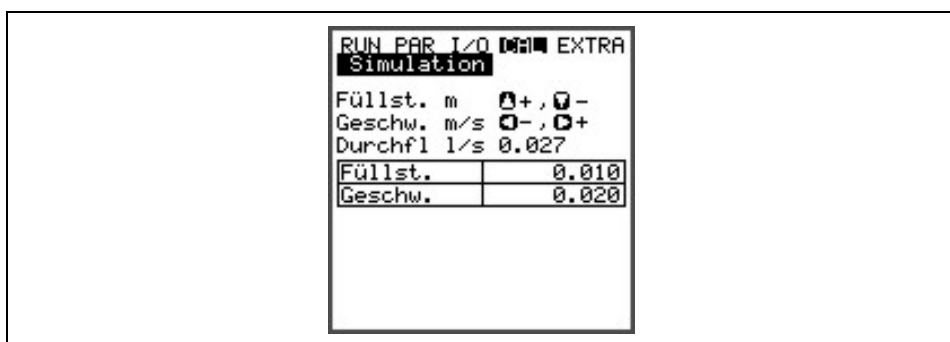 RUN PAR I/O CAL EXTRA
Simulation
Füllst. m +,-
Geschw. m/s -,+
Durchfl l/s 0.027
Füllst. 0.010
Geschw. 0.020